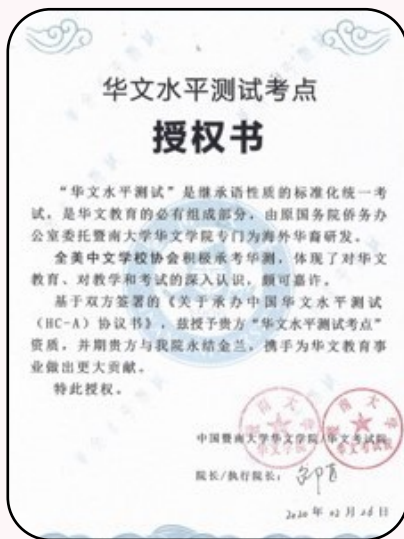 华文水平测试考点
授权书
“华文水平测试”是继承语性质的标准化统一考
试，是华文教育的必有组成部分，由原国务院侨务办
公室委托暨南大学华文学院专门为海外华裔研发。
全美中文学校协会积极承考华测，体现了对华文
教育、对教学和考试的深入认识，颇可嘉许。
基于双方签署的《关于承办中国华文水平测试
（HC-A）协议书》，兹授予贵方“华文水平测试考点”
资质，并期贵方与我院永结金兰，携手为华文教育事
业做出更大贡献。
特此授权。
中国暨南大学华文学院/华文考试院
院长/执行院长：
2020 年 02 月 26 日